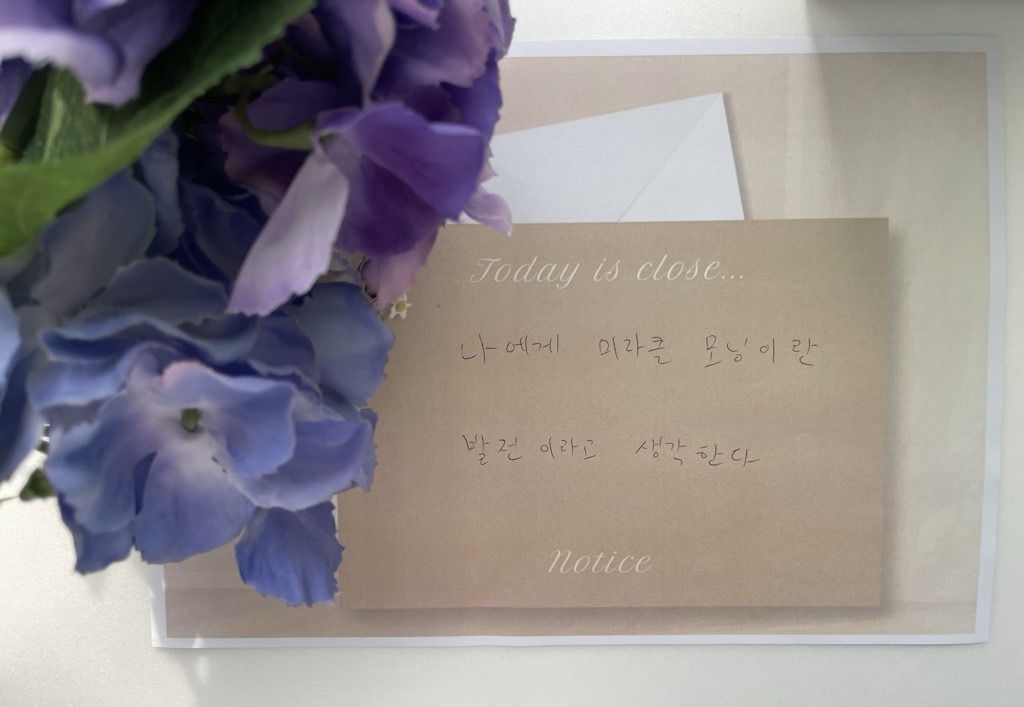 Today is close...
나에게 미라클 모닝이란
발전이라고 생각한다
Notice